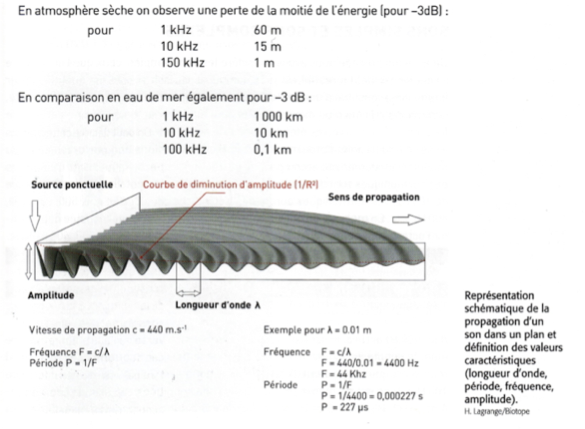 En atmosphère sèche on observe une perte de la moitié de l'énergie (pour –3dB) :
pour 1 kHz 60 m
10 kHz 15 m
150 kHz 1 m
En comparaison en eau de mer également pour –3 dB :
pour 1 kHz 1 000 km
10 kHz 10 km
100 kHz 0,1 km
Source ponctuelle
Courbe de diminution d'amplitude (1/R²)
Sens de propagation
Amplitude
Longueur d'onde λ
Vitesse de propagation c = 440 m.s⁻¹
Fréquence F = c/λ
Période P = 1/F
Exemple pour λ = 0.01 m
Fréquence F = c/λ
F = 440/0.01 = 4400 Hz
F = 44 Khz
Période P = 1/F
P = 1/4400 = 0,000227 s
P = 227 µs
Représentation
schématique de la
propagation d'un
son dans un plan et
définition des valeurs
caractéristiques
(longueur d'onde,
période, fréquence,
amplitude).
H. Lagrange/Biotope